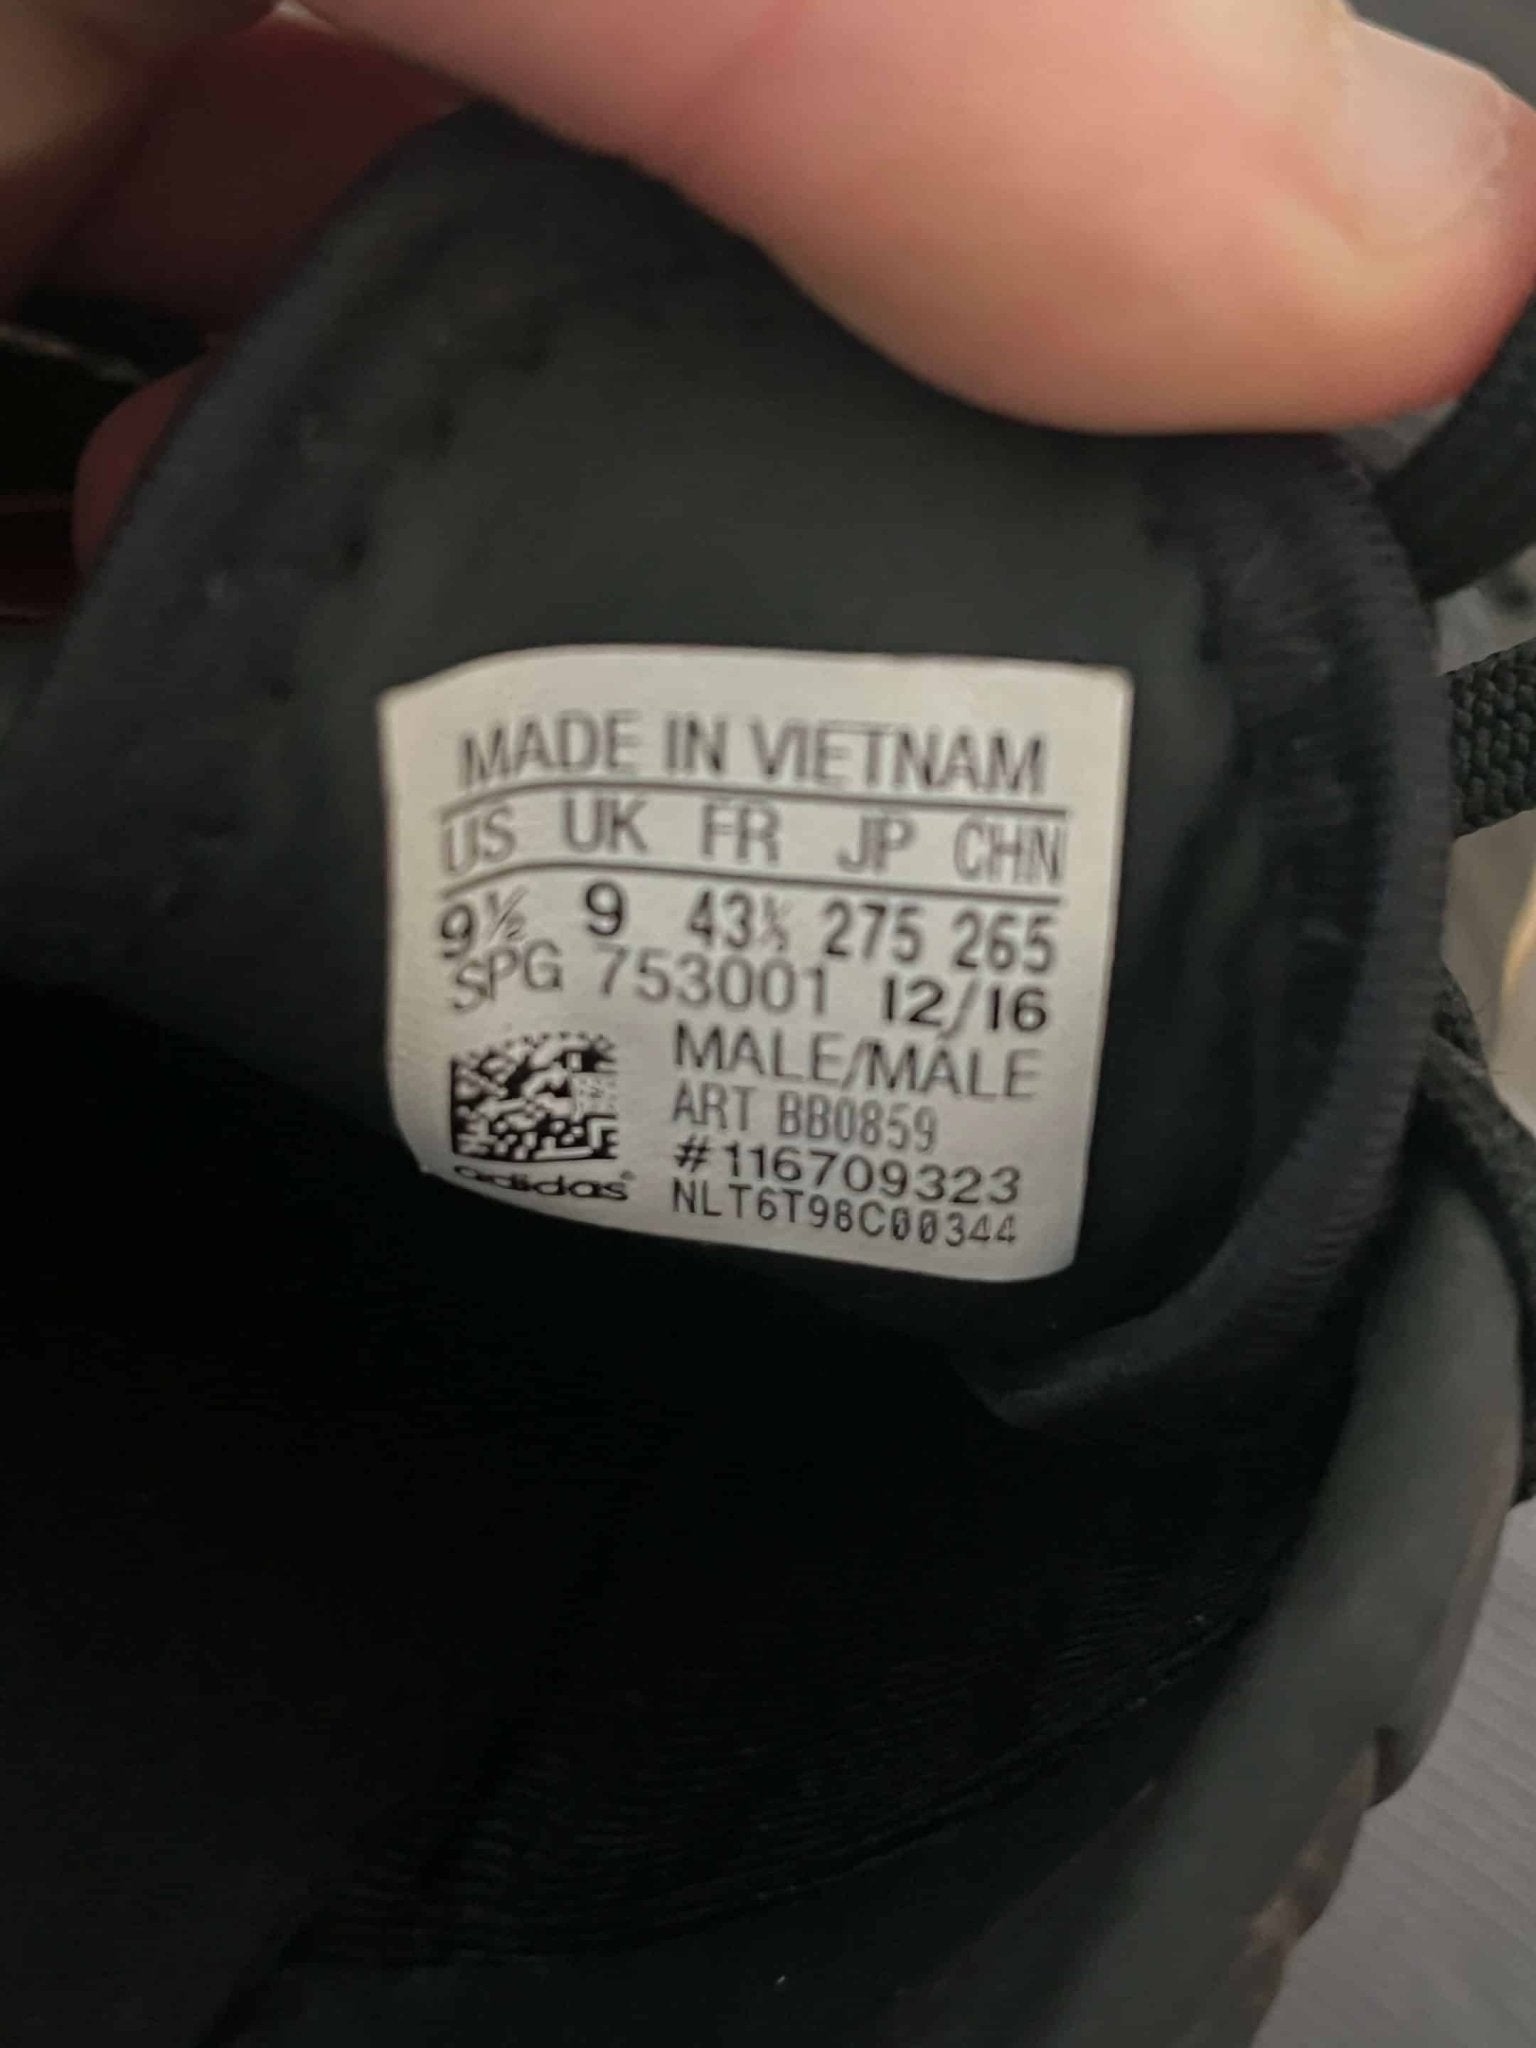 MADE IN VIETNAM
US UK FR JP CHN
9½ 9 43⅓ 275 265
SPG 753001 12/16
MALE/MÂLE
ART BB0859
#116709323
NLT6T98C00344
adidas®